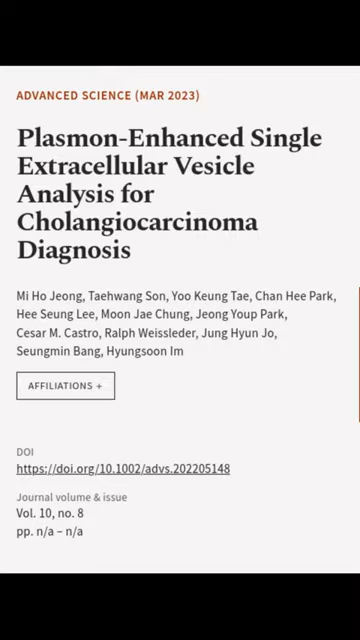 ADVANCED SCIENCE (MAR 2023)
Plasmon-Enhanced Single
Extracellular Vesicle
Analysis for
Cholangiocarcinoma
Diagnosis
Mi Ho Jeong, Taehwang Son, Yoo Keung Tae, Chan Hee Park,
Hee Seung Lee, Moon Jae Chung, Jeong Youp Park,
Cesar M. Castro, Ralph Weissleder, Jung Hyun Jo,
Seungmin Bang, Hyungsoon Im
AFFILIATIONS +
DOI
https://doi.org/10.1002/advs.202205148
Journal volume & issue
Vol. 10, no. 8
pp. n/a – n/a